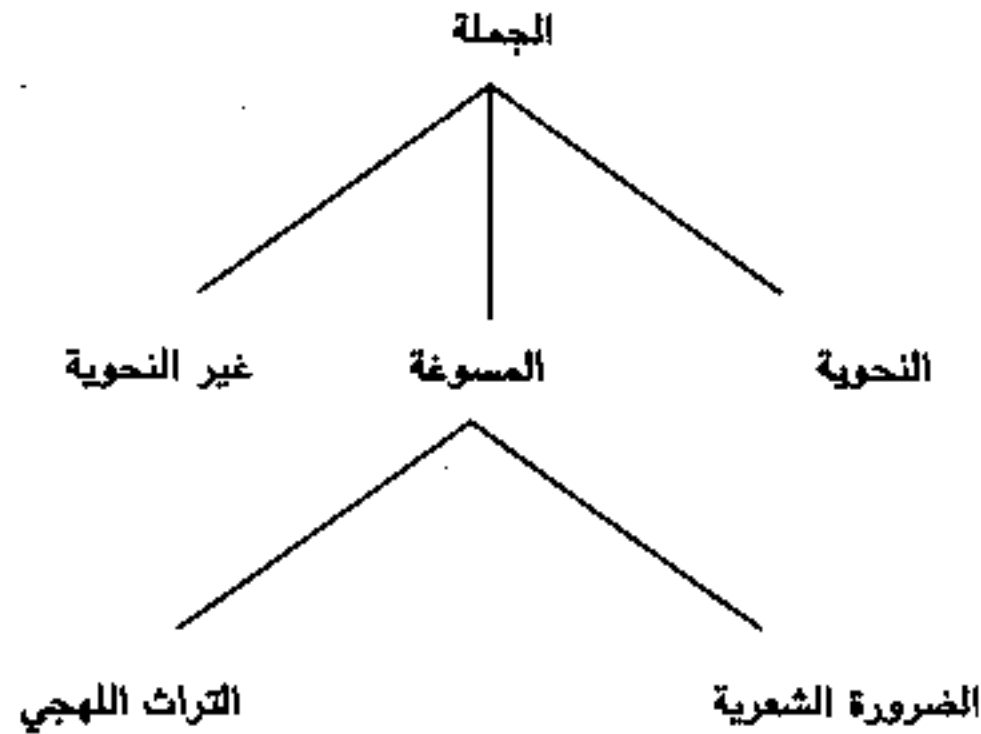 الجملة
النحوية المسوغة غير النحوية
الضرورة الشعرية التراث اللهجي